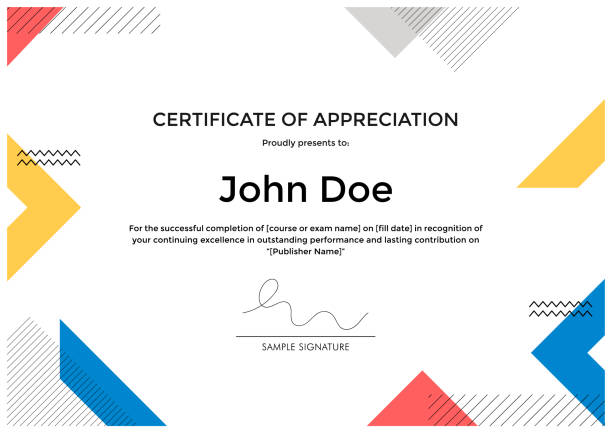 CERTIFICATE OF APPRECIATION
Proudly presents to:
John Doe
For the successful completion of [course or exam name] on [fill date] in recognition of
your continuing excellence in outstanding performance and lasting contribution on
"[Publisher Name]"
SAMPLE SIGNATURE